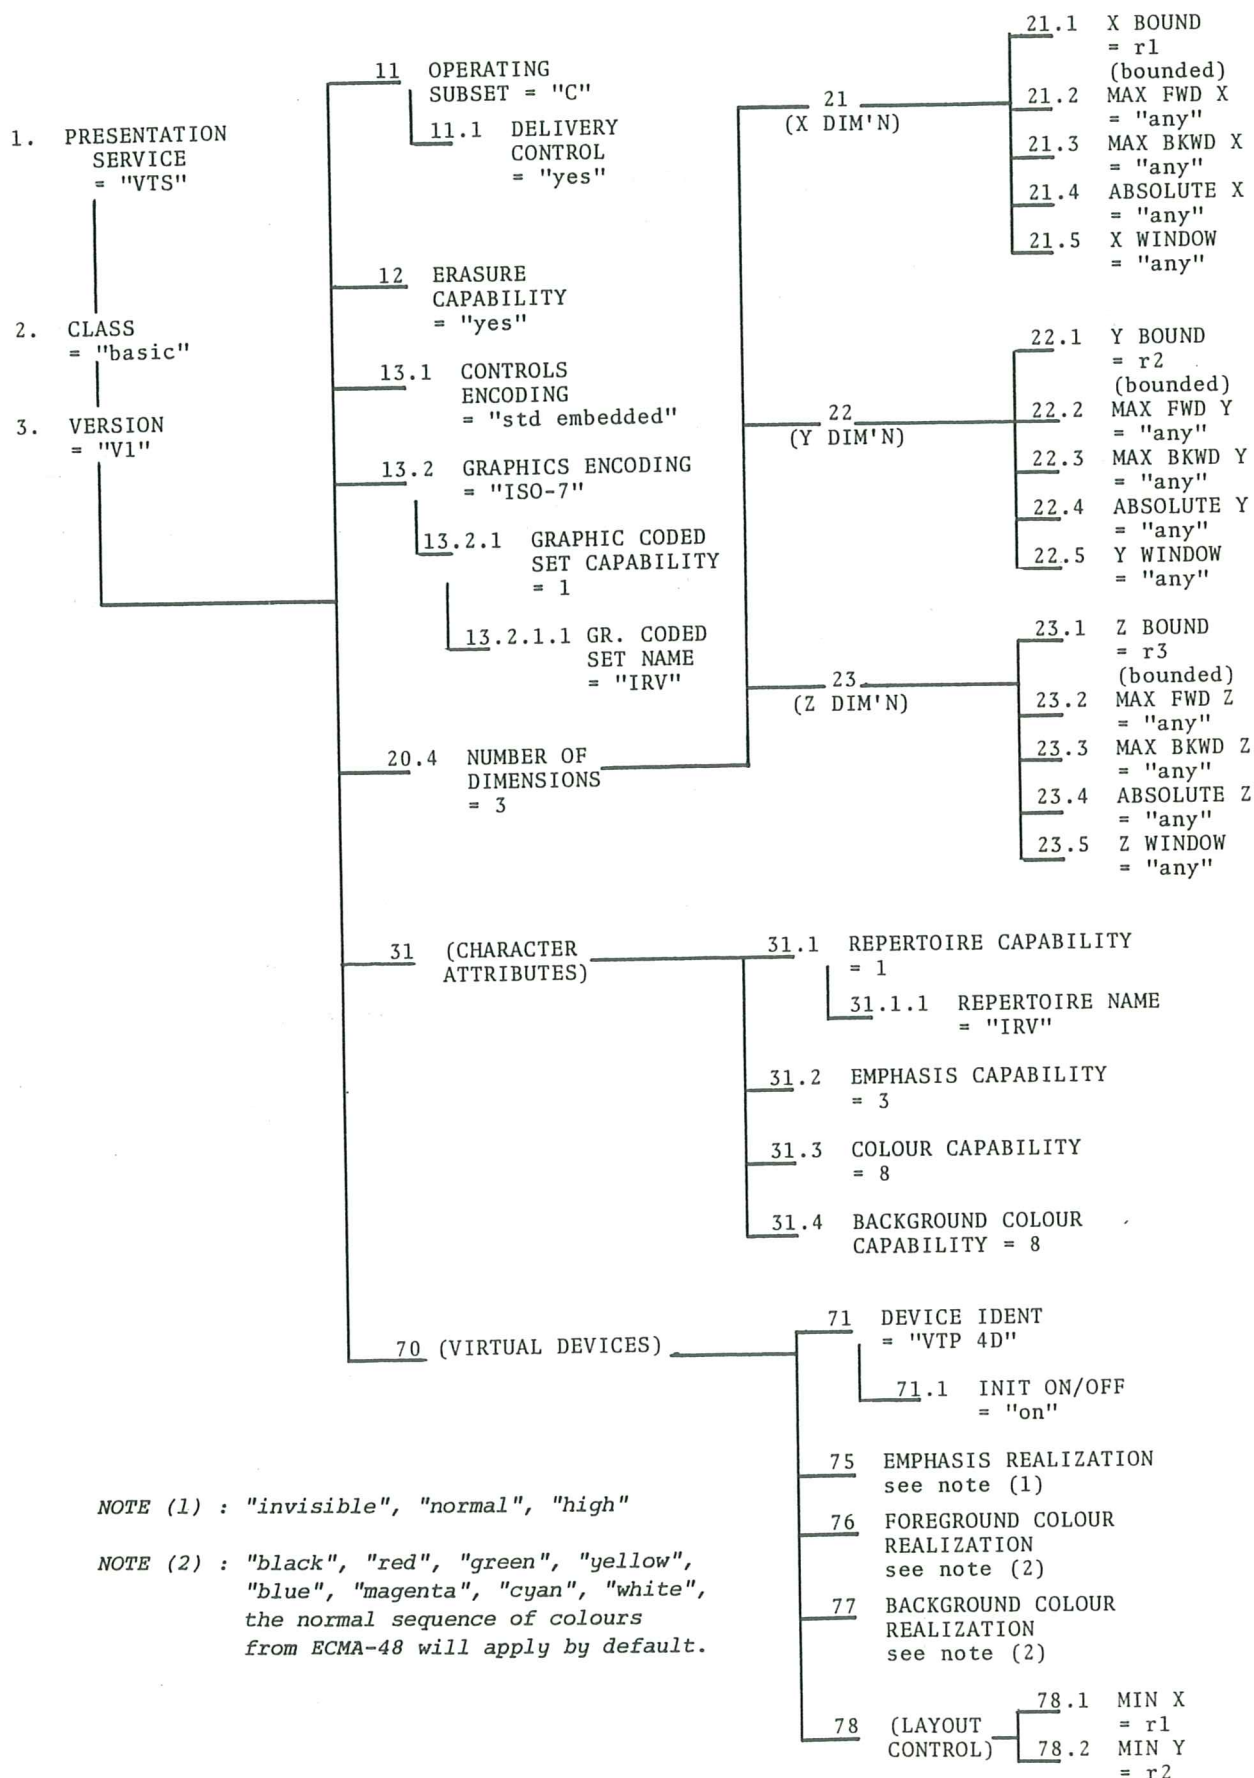 1. PRESENTATION
SERVICE
= "VTS"
2. CLASS
= "basic"
3. VERSION
= "V1"
11 OPERATING
SUBSET = "C"
11.1 DELIVERY
CONTROL
= "yes"
12 ERASURE
CAPABILITY
= "yes"
13.1 CONTROLS
ENCODING
= "std embedded"
13.2 GRAPHICS ENCODING
= "ISO-7"
13.2.1 GRAPHIC CODED
SET CAPABILITY
= 1
13.2.1.1 GR. CODED
SET NAME
= "IRV"
20.4 NUMBER OF
DIMENSIONS
= 3
21
(X DIM'N)
21.1 X BOUND
= r1
(bounded)
21.2 MAX FWD X
= "any"
21.3 MAX BKWD X
= "any"
21.4 ABSOLUTE X
= "any"
21.5 X WINDOW
= "any"
22
(Y DIM'N)
22.1 Y BOUND
= r2
(bounded)
22.2 MAX FWD Y
= "any"
22.3 MAX BKWD Y
= "any"
22.4 ABSOLUTE Y
= "any"
22.5 Y WINDOW
= "any"
23
(Z DIM'N)
23.1 Z BOUND
= r3
(bounded)
23.2 MAX FWD Z
= "any"
23.3 MAX BKWD Z
= "any"
23.4 ABSOLUTE Z
= "any"
23.5 Z WINDOW
= "any"
31 (CHARACTER
ATTRIBUTES)
31.1 REPERTOIRE CAPABILITY
= 1
31.1.1 REPERTOIRE NAME
= "IRV"
31.2 EMPHASIS CAPABILITY
= 3
31.3 COLOUR CAPABILITY
= 8
31.4 BACKGROUND COLOUR
CAPABILITY = 8
70 (VIRTUAL DEVICES)
71 DEVICE IDENT
= "VTP 4D"
71.1 INIT ON/OFF
= "on"
75 EMPHASIS REALIZATION
see note (1)
76 FOREGROUND COLOUR
REALIZATION
see note (2)
77 BACKGROUND COLOUR
REALIZATION
see note (2)
78 (LAYOUT
CONTROL)
78.1 MIN X
= r1
78.2 MIN Y
= r2
NOTE (1) : "invisible", "normal", "high"
NOTE (2) : "black", "red", "green", "yellow",
"blue", "magenta", "cyan", "white",
the normal sequence of colours
from ECMA-48 will apply by default.